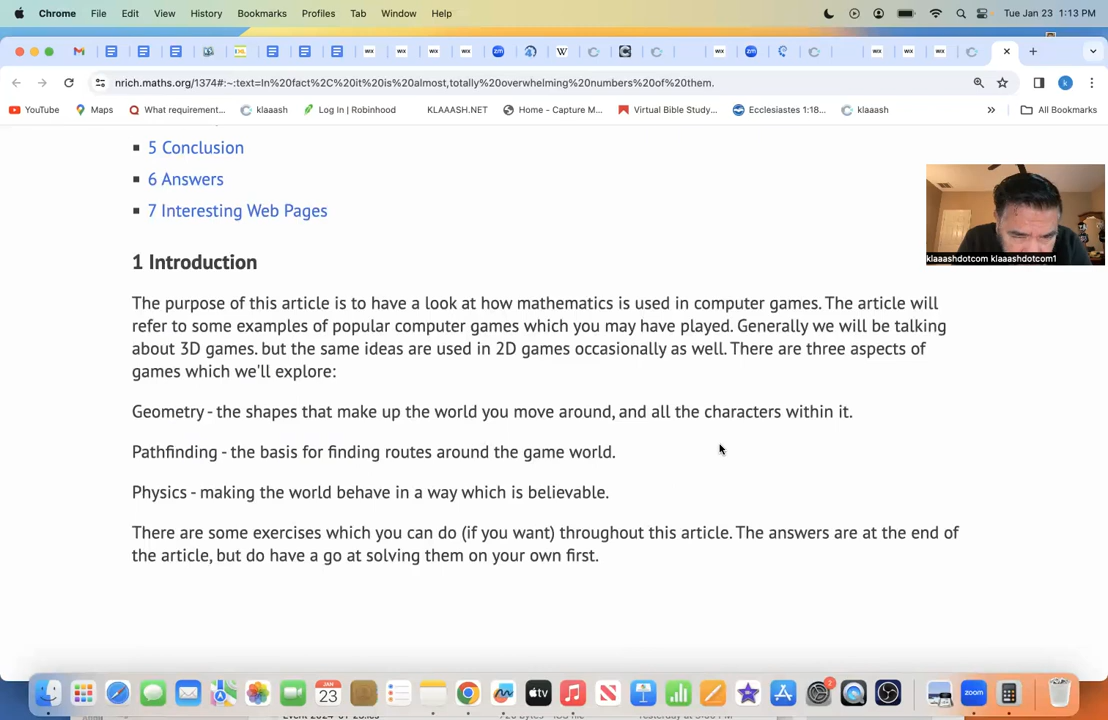 Chrome File Edit View History Bookmarks Profiles Tab Window Help Tue Jan 23 1:13 PM
nrich.maths.org/1374#:~:text=In%20fact%2C%20it%20is%20almost,totally%20overwhelming%20numbers%20of%20them.
YouTube Maps What requirement... klaaash Log In | Robinhood KLAAASH.NET Home - Capture M... Virtual Bible Study... Ecclesiastes 1:18... klaaash » All Bookmarks
5 Conclusion
6 Answers
7 Interesting Web Pages
klaaashdotcom klaaashdotcom1
1 Introduction
The purpose of this article is to have a look at how mathematics is used in computer games. The article will
refer to some examples of popular computer games which you may have played. Generally we will be talking
about 3D games. but the same ideas are used in 2D games occasionally as well. There are three aspects of
games which we'll explore:
Geometry - the shapes that make up the world you move around, and all the characters within it.
Pathfinding - the basis for finding routes around the game world.
Physics - making the world behave in a way which is believable.
There are some exercises which you can do (if you want) throughout this article. The answers are at the end of
the article, but do have a go at solving them on your own first.
JAN
23
tv
2
zoom